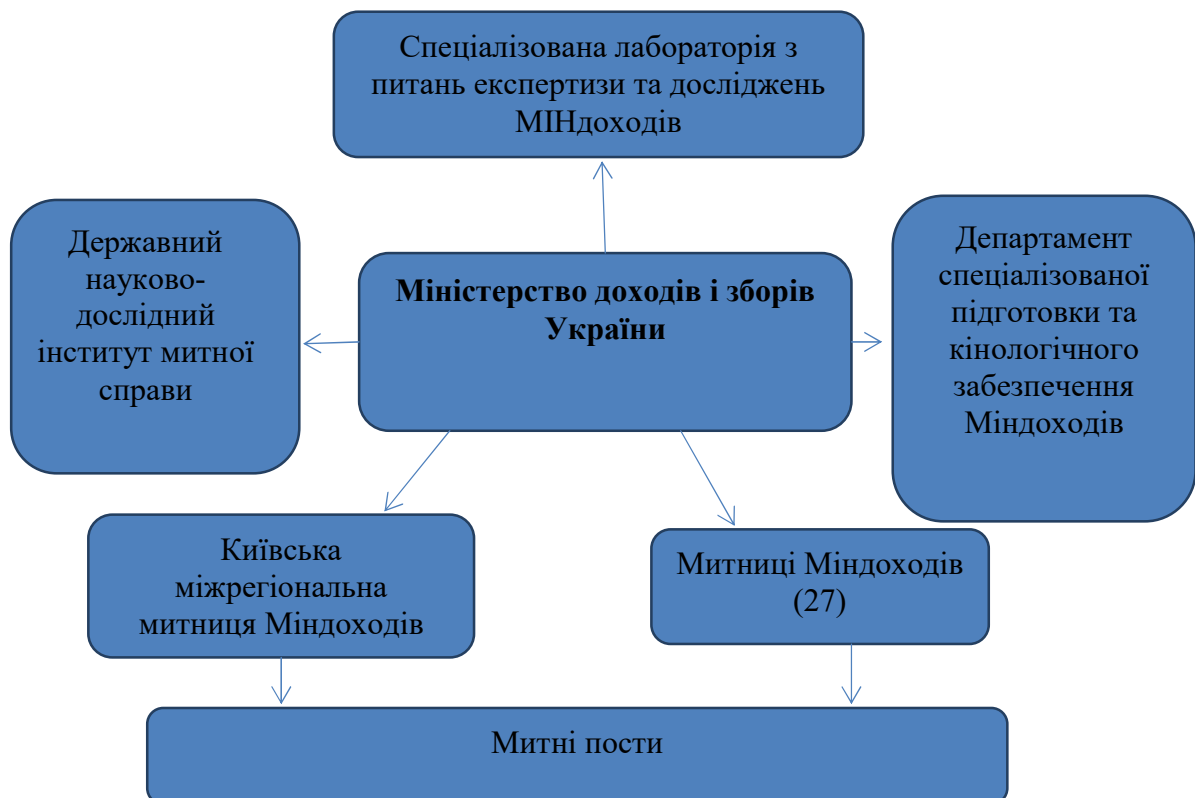 Спеціалізована лабораторія з
питань експертизи та досліджень
МІНдоходів
Державний
науково-
дослідний
інститут митної
справи
Міністерство доходів і зборів
України
Департамент
спеціалізованої
підготовки та
кінологічного
забезпечення
Міндоходів
Київська
міжрегіональна
митниця Міндоходів
Митниці Міндоходів
(27)
Митні пости